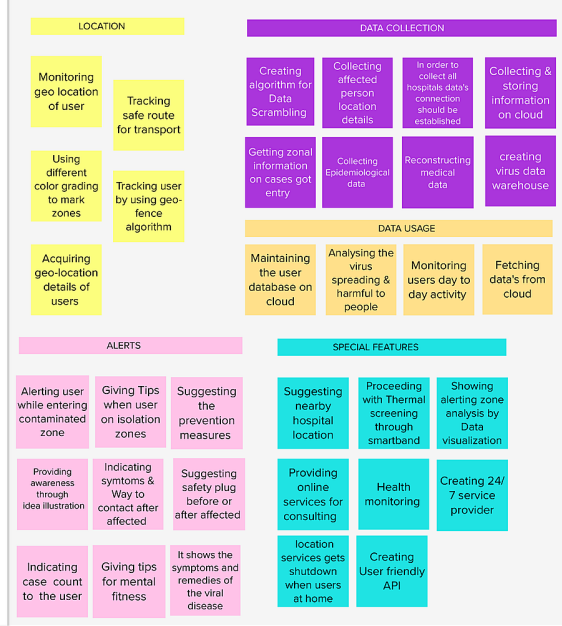 LOCATION
Monitoring
geo location
of user
Tracking
safe route
for transport
Using
different
color grading
to mark
zones
Tracking user
by using geo-
fence
algorithm
Acquiring
geo-location
details of
users
DATA COLLECTION
Creating
algorithm for
Data
Scrambling
Collecting
affected
person
location
details
In order to
collect all
hospitals data's
connection
should be
established
Collecting &
storing
information
on cloud
Getting zonal
information
on cases got
entry
Collecting
Epidemiological
data
Reconstructing
medical
data
creating
virus data
warehouse
DATA USAGE
Maintaining
the user
database on
cloud
Analysing the
virus
spreading &
harmful to
people
Monitoring
users day to
day activity
Fetching
data's from
cloud
ALERTS
Alerting user
while entering
contaminated
zone
Giving Tips
when user
on isolation
zones
Suggesting
the
prevention
measures
Providing
awareness
through
idea illustration
Indicating
symtoms &
Way to
contact after
affected
Suggesting
safety plug
before or
after affected
Indicating
case count
to the user
Giving tips
for mental
fitness
It shows the
symptoms and
remedies of
the viral
disease
SPECIAL FEATURES
Suggesting
nearby
hospital
location
Proceeding
with Thermal
screening
through
smartband
Showing
alerting zone
analysis by
Data
visualization
Providing
online
services for
consulting
Health
monitoring
Creating 24/
7 service
provider
location
services gets
shutdown
when users
at home
Creating
User friendly
API